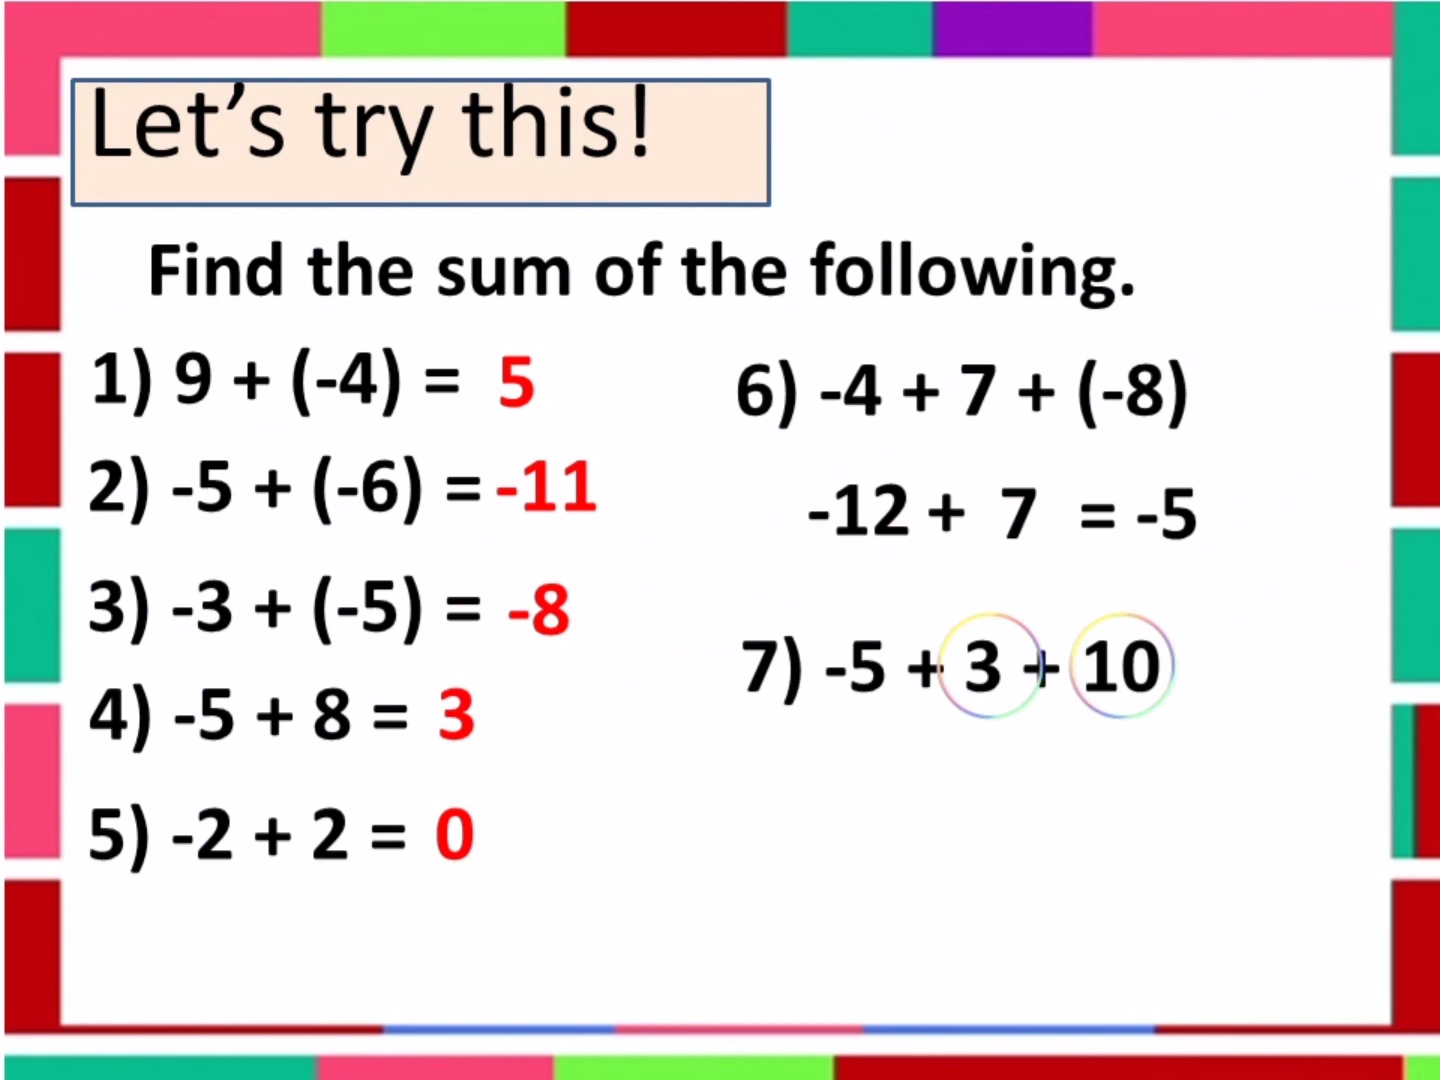 Let’s try this!
Find the sum of the following.
1) 9 + (-4) = 5
2) -5 + (-6) = -11
3) -3 + (-5) = -8
4) -5 + 8 = 3
5) -2 + 2 = 0
6) -4 + 7 + (-8)
-12 + 7 = -5
7) -5 + 3 + 10